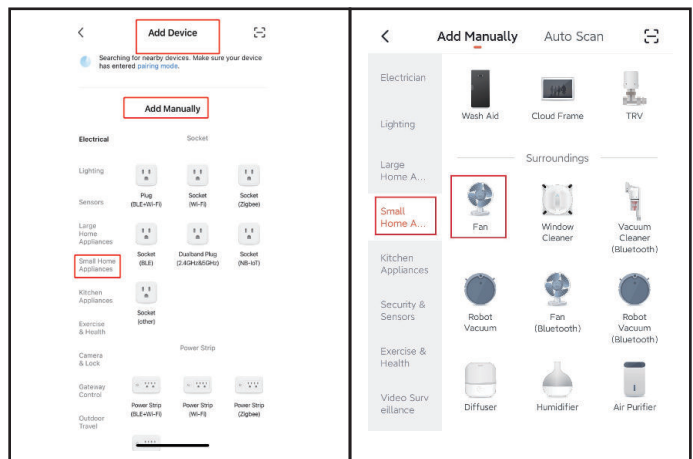 Add Device
Searching for nearby devices. Make sure your device
has entered pairing mode.
Add Manually
Electrical
Socket
Lighting
Sensors
Large
Home
Appliances
Small Home
Appliances
Kitchen
Appliances
Exercise
& Health
Camera
& Lock
Gateway
Control
Outdoor
Travel
Plug
(BLE+Wi-Fi)
Socket
(Wi-Fi)
Socket
(Zigbee)
Socket
(BLE)
Dualband Plug
(2.4GHz&5GHz)
Socket
(NB-IoT)
Socket
(other)
Power Strip
Power Strip
(BLE+Wi-Fi)
Power Strip
(Wi-Fi)
Power Strip
(Zigbee)
Add Manually
Auto Scan
Electrician
Lighting
Large
Home A...
Small
Home A...
Kitchen
Appliances
Security &
Sensors
Exercise &
Health
Video Surv
eillance
Wash Aid
Cloud Frame
TRV
Surroundings
Fan
Window
Cleaner
Vacuum
Cleaner
(Bluetooth)
Robot
Vacuum
Fan
(Bluetooth)
Robot
Vacuum
(Bluetooth)
Diffuser
Humidifier
Air Purifier